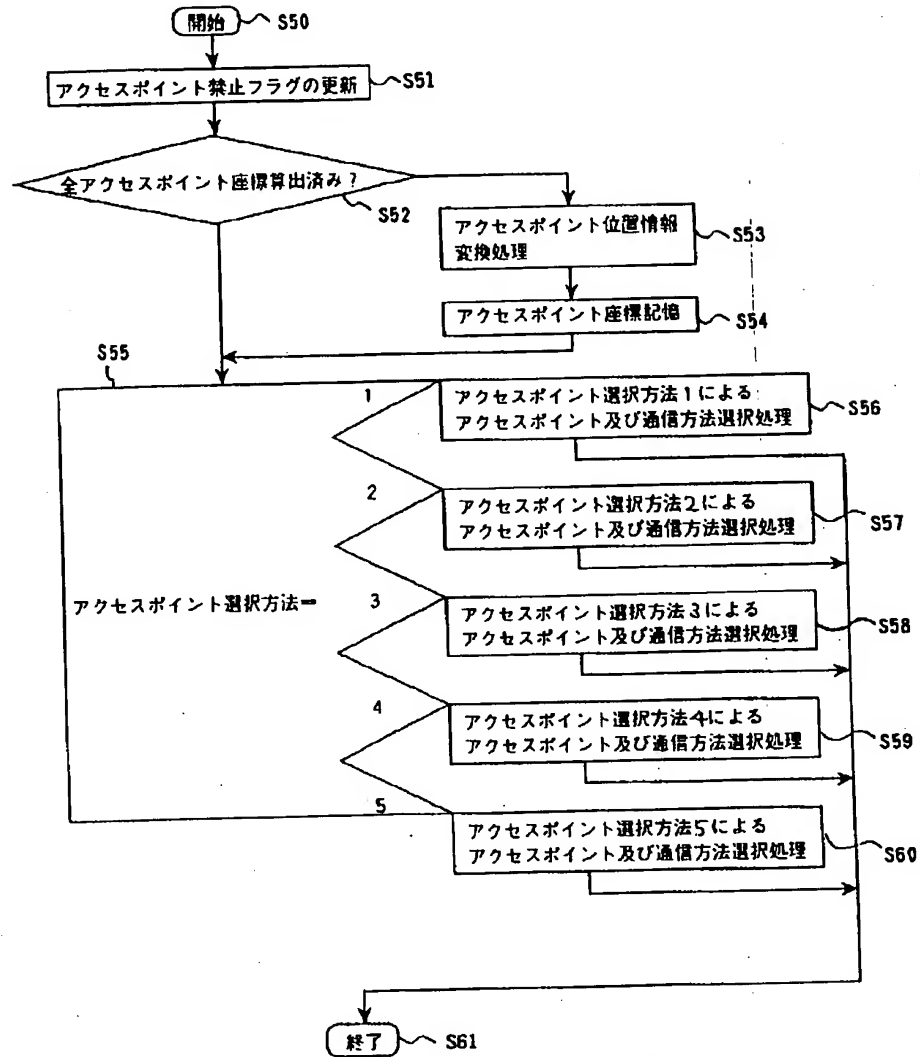 開始 S50
アクセスポイント禁止フラグの更新 S51
全アクセスポイント座標算出済み?
S52
アクセスポイント位置情報
変換処理
S53
アクセスポイント座標記憶 S54
S55
アクセスポイント選択方法=
1
アクセスポイント選択方法1による
アクセスポイント及び通信方法選択処理
S56
2
アクセスポイント選択方法2による
アクセスポイント及び通信方法選択処理
S57
3
アクセスポイント選択方法3による
アクセスポイント及び通信方法選択処理
S58
4
アクセスポイント選択方法4による
アクセスポイント及び通信方法選択処理
S59
5
アクセスポイント選択方法5による
アクセスポイント及び通信方法選択処理
S60
終了 S61